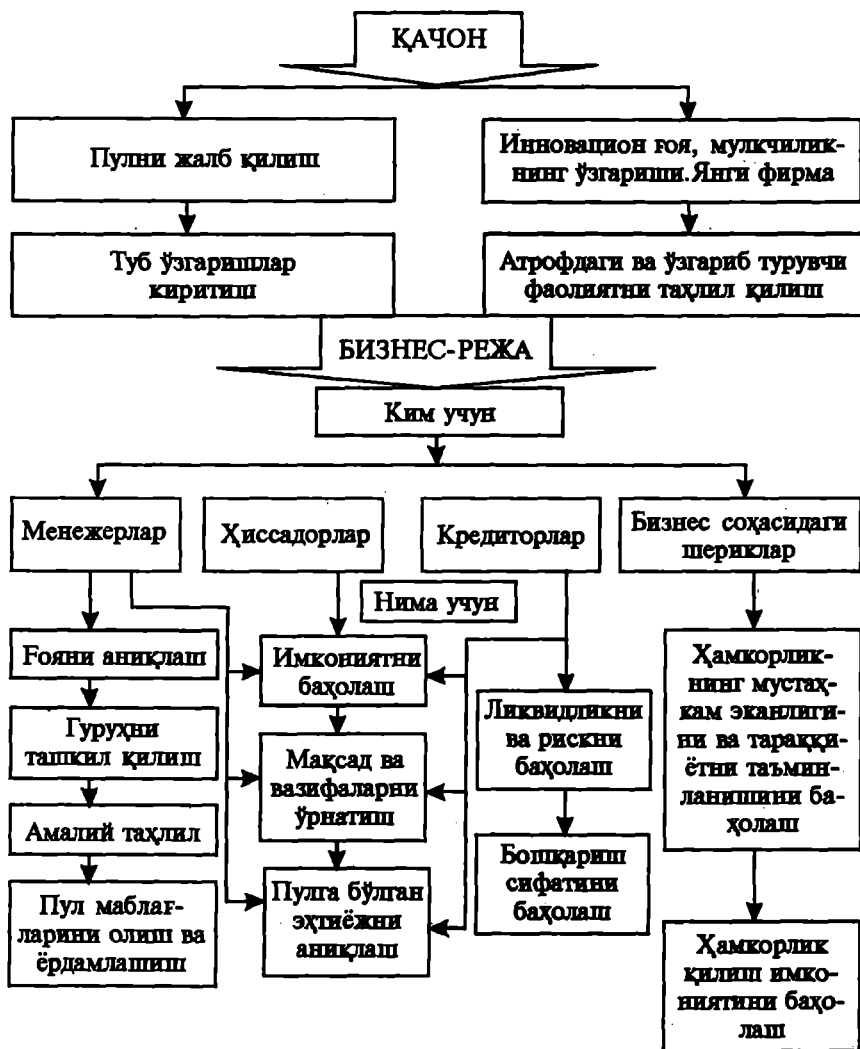 ҚАЧОН
Пулни жалб қилиш
Инновацион ғоя, мулкчилик-
нинг ўзгариши.Янги фирма
Туб ўзгаришлар
киритиш
Атрофдаги ва ўзгариб турувчи
фаолиятни таҳлил қилиш
БИЗНЕС-РЕЖА
Ким учун
Менежерлар
Ҳиссадорлар
Кредиторлар
Бизнес соҳасидаги
шериклар
Нима учун
Ғояни аниқлаш
Гуруҳни
ташкил қилиш
Амалий таҳлил
Пул маблағ-
ларини олиш ва
ёрдамлашиш
Имкониятни
баҳолаш
Мақсад ва
вазифаларни
ўрнатиш
Пулга бўлган
эҳтиёжни
аниқлаш
Ликвидликни
ва рискни
баҳолаш
Бошқариш
сифатини
баҳолаш
Ҳамкорлик-
нинг мустаҳ-
кам эканлиги-
ни ва тараққи-
ётни таъмин-
ланишини ба-
ҳолаш
Ҳамкорлик
қилиш имко-
ниятини баҳо-
лаш